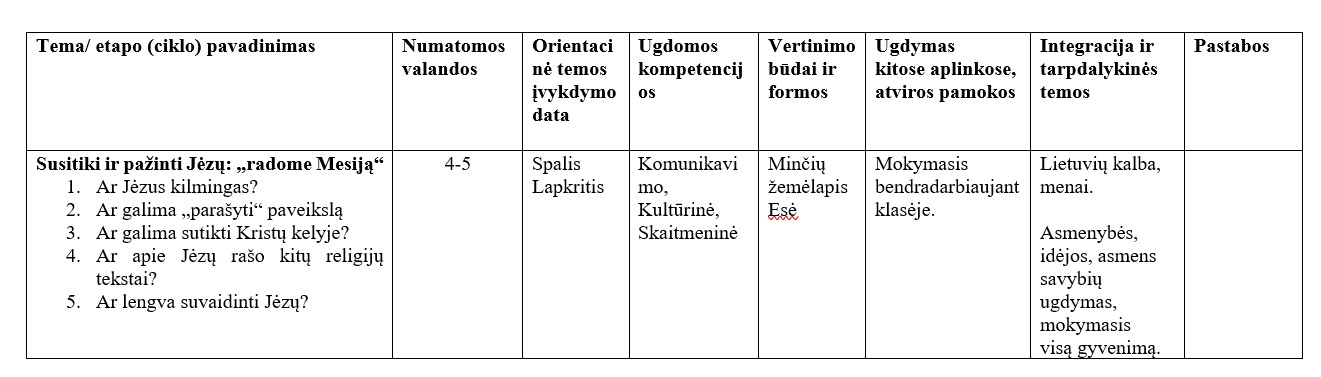 Tema/ etapo (ciklo) pavadinimas
Numatomos
valandos
Orientaci
nė temos
įvykdymo
data
Ugdomos
kompetencij
os
Vertinimo
būdai ir
formos
Ugdymas
kitose aplinkose,
atviros pamokos
Integracija ir
tarpdalykinės
temos
Pastabos
Susitiki ir pažinti Jėzų: „radome Mesiją“
1. Ar Jėzus kilmingas?
2. Ar galima „parašyti“ paveikslą
3. Ar galima sutikti Kristų kelyje?
4. Ar apie Jėzų rašo kitų religijų
tekstai?
5. Ar lengva suvaidinti Jėzų?
4-5
Spalis
Lapkritis
Komunikavi
mo,
Kultūrinė,
Skaitmeninė
Minčių
žemėlapis
Esė
Mokymasis
bendradarbiaujant
klasėje.
Lietuvių kalba,
menai.
Asmenybės,
idėjos, asmens
savybių
ugdymas,
mokymasis
visą gyvenimą.